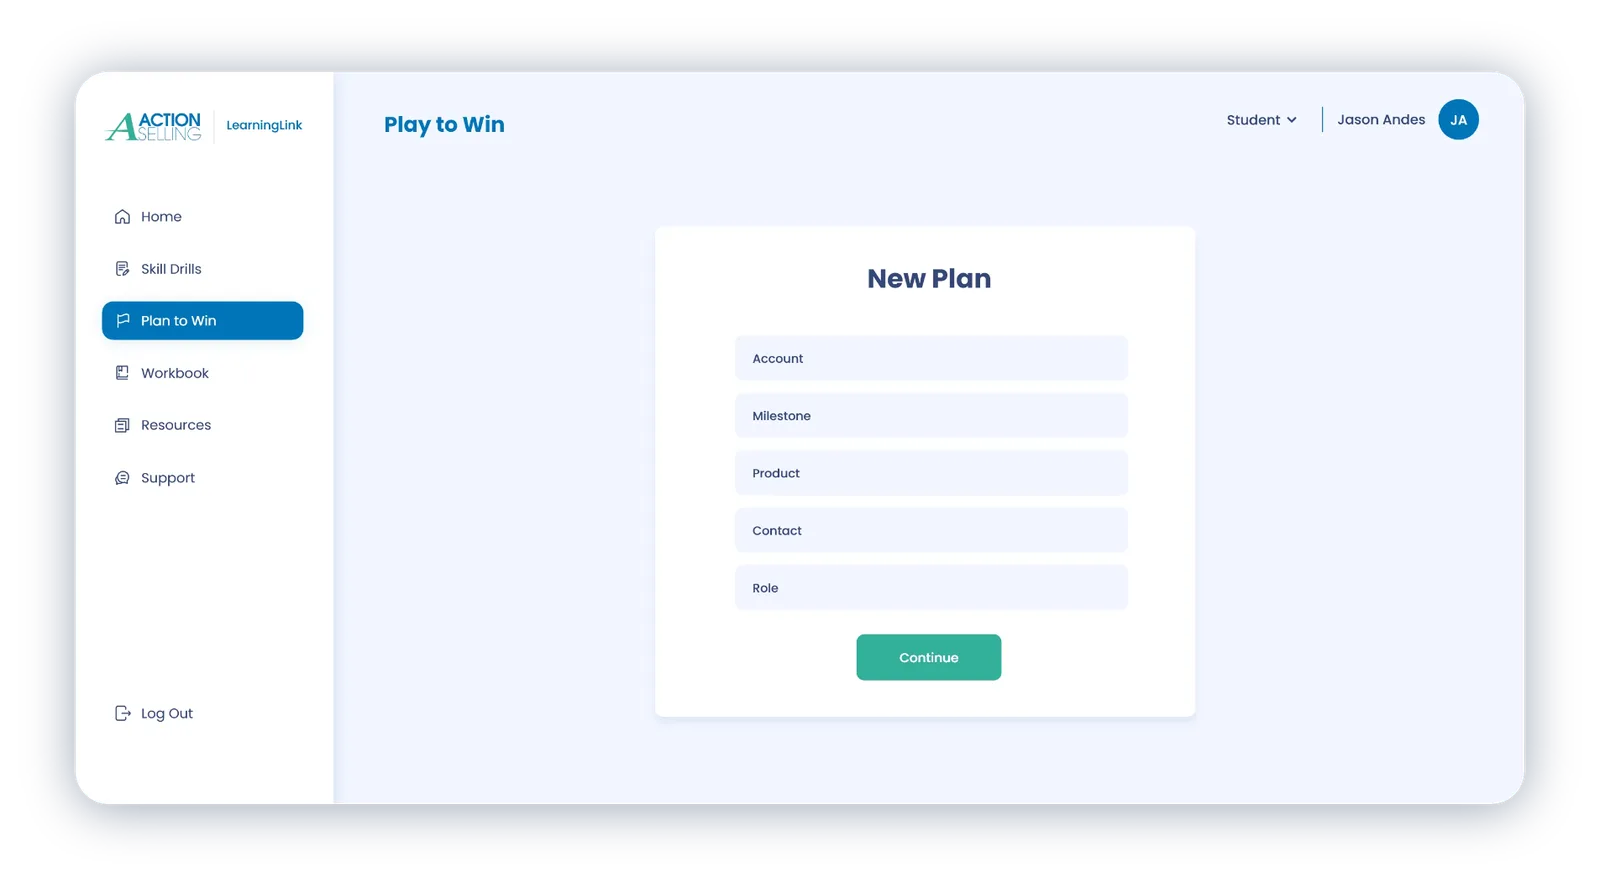 ACTION
SELLING
LearningLink
Play to Win
Student
Jason Andes
JA
Home
Skill Drills
Plan to Win
Workbook
Resources
Support
Log Out
New Plan
Account
Milestone
Product
Contact
Role
Continue